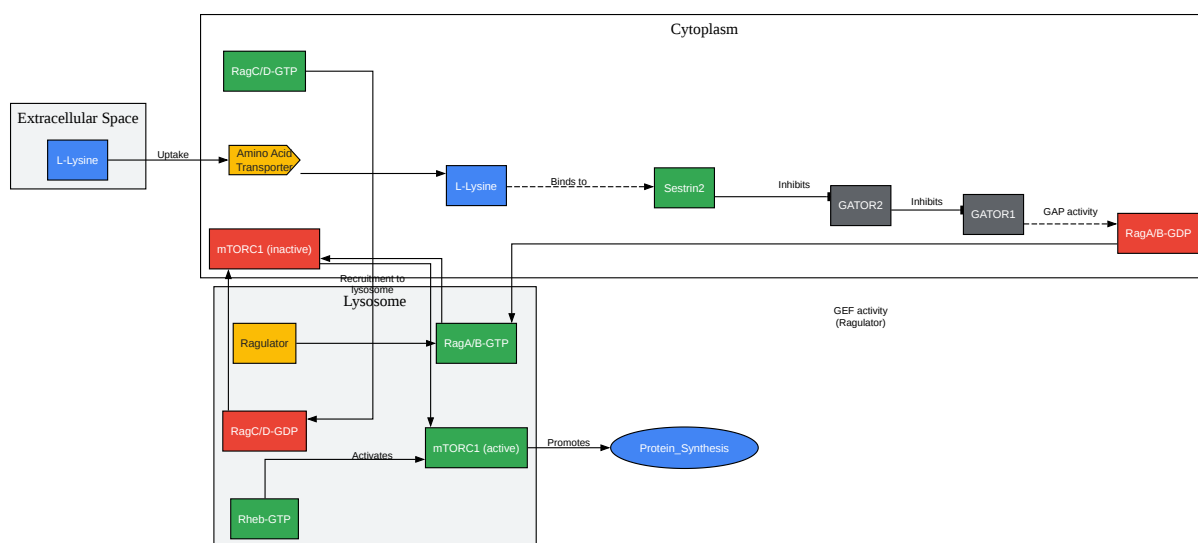 Cytoplasm
RagC/D-GTP
Extracellular Space
L-Lysine
Uptake
Amino Acid
Transporter
L-Lysine
Binds to
Sestrin2
Inhibits
GATOR2
Inhibits
GATOR1
GAP activity
RagA/B-GDP
mTORC1 (inactive)
Recruitment to
lysosome
Lysosome
GEF activity
(Ragulator)
Ragulator
RagA/B-GTP
RagC/D-GDP
mTORC1 (active)
Promotes
Protein_Synthesis
Activates
Rheb-GTP